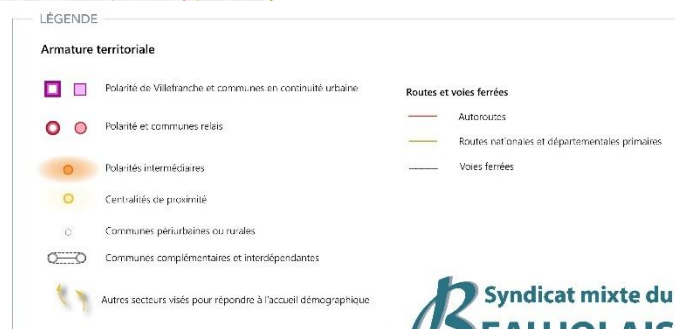 LÉGENDE
Armature territoriale
Polarité de Villefranche et communes en continuité urbaine
Polarité et communes relais
Polarités intermédiaires
Centralités de proximité
Communes périurbaines ou rurales
Communes complémentaires et interdépendantes
Autres secteurs visés pour répondre à l'accueil démographique
Routes et voies ferrées
Autoroutes
Routes nationales et départementales primaires
Voies ferrées
Syndicat mixte du
BEAUJOLAIS